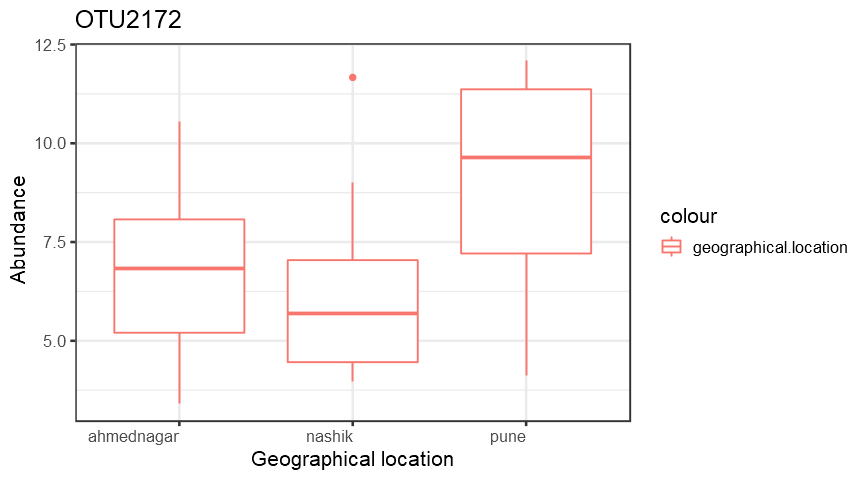 OTU2172
12.5
10.0
7.5
5.0
Abundance
ahmednagar nashik pune
Geographical location
colour
geographical.location